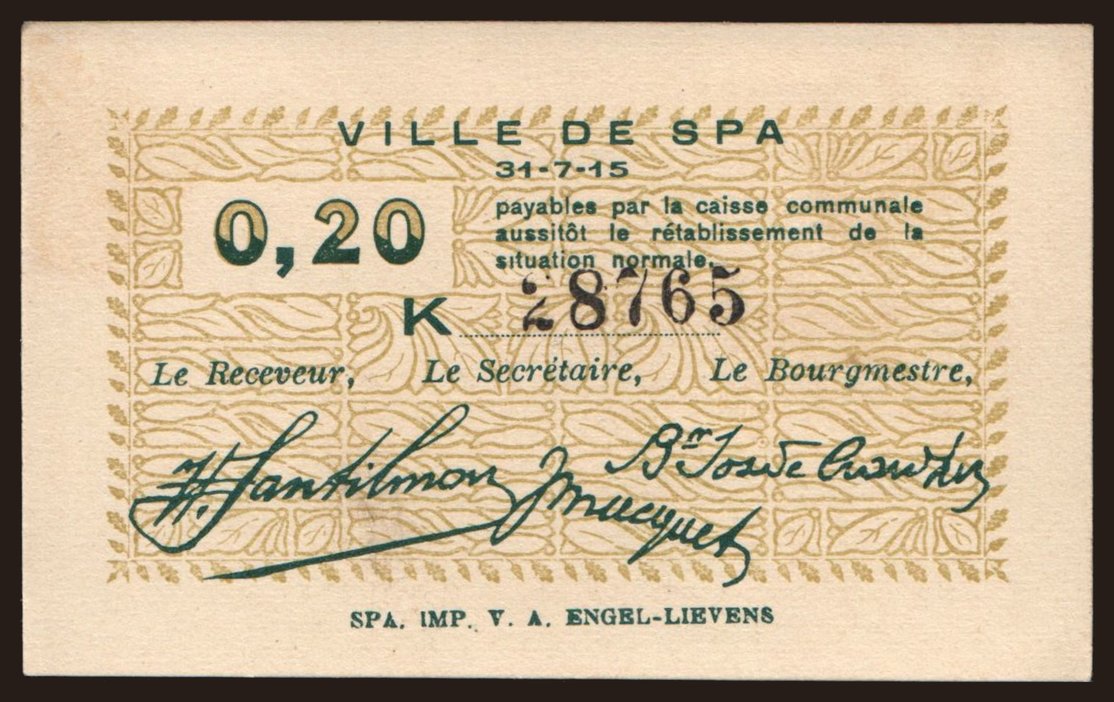 VILLE DE SPA
31-7-15
0,20
payables par la caisse communale
aussitôt le rétablissement de la
situation normale.
K 28765
Le Receveur, Le Secrétaire, Le Bourgmestre,
SPA. IMP. V. A. ENGEL-LIEVENS